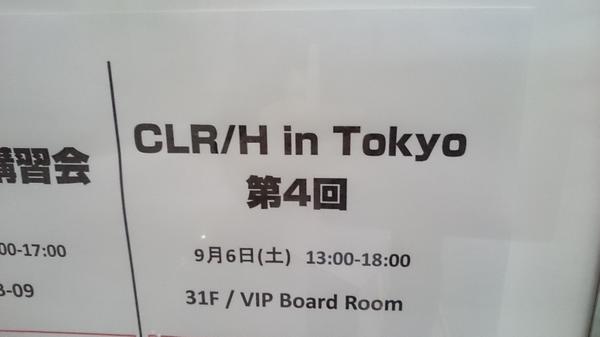 講習会
00-17:00
3-09
CLR/H in Tokyo
第4回
9月6日(土) 13:00-18:00
31F / VIP Board Room